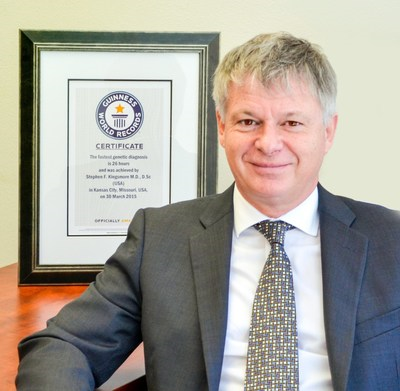 GUINNESS
WORLD RECORDS
CERTIFICATE
The fastest genetic diagnosis
is 26 hours
and was achieved by
Stephen F. Kingsmore M.D., D.Sc
(USA)
in Kansas City, Missouri, USA,
on 30 March 2015
OFFICIALLY